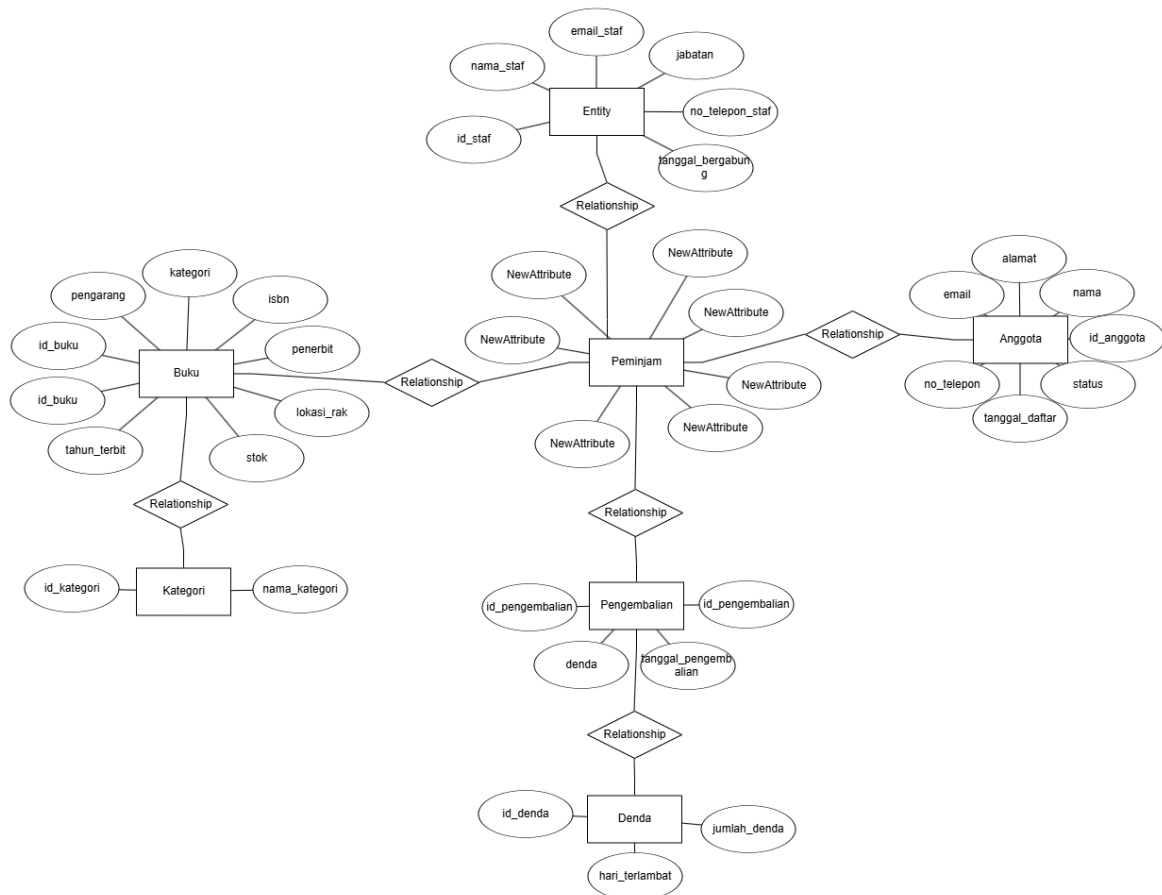 email_staf
nama_staf
jabatan
Entity
no_telepon_staf
id_staf
tanggal_bergabun
g
Relationship
NewAttribute
NewAttribute
kategori
alamat
pengarang
isbn
email
nama
NewAttribute
id_buku
penerbit
NewAttribute
Relationship
Anggota
id_anggota
Buku
Relationship
Peminjam
id_buku
NewAttribute
no_telepon
status
lokasi_rak
tanggal_daftar
tahun_terbit
stok
NewAttribute
NewAttribute
Relationship
Relationship
id_kategori
Kategori
nama_kategori
id_pengembalian
Pengembalian
id_pengembalian
denda
tanggal_pengemb
alian
Relationship
id_denda
Denda
jumlah_denda
hari_terlambat